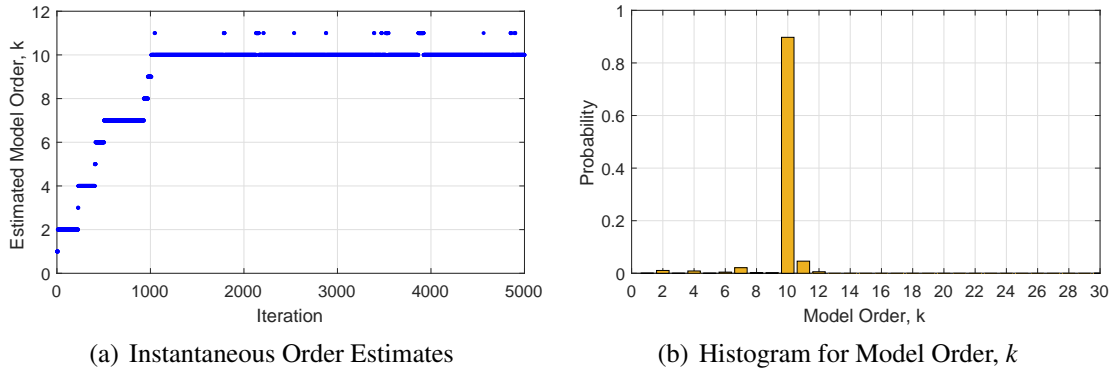 12
10
8
6
4
2
0
Estimated Model Order, k
0 1000 2000 3000 4000 5000
Iteration
(a) Instantaneous Order Estimates
1
0.8
0.6
0.4
0.2
0
Probability
0 2 4 6 8 10 12 14 16 18 20 22 24 26 28 30
Model Order, k
(b) Histogram for Model Order, k